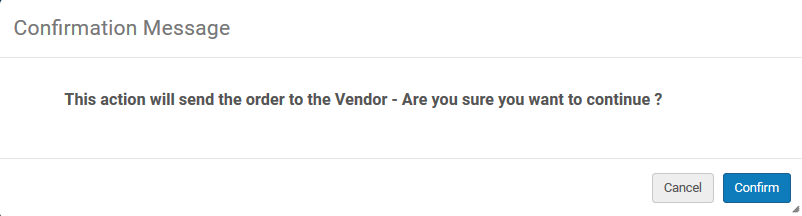 Confirmation Message
This action will send the order to the Vendor - Are you sure you want to continue ?
Cancel
Confirm